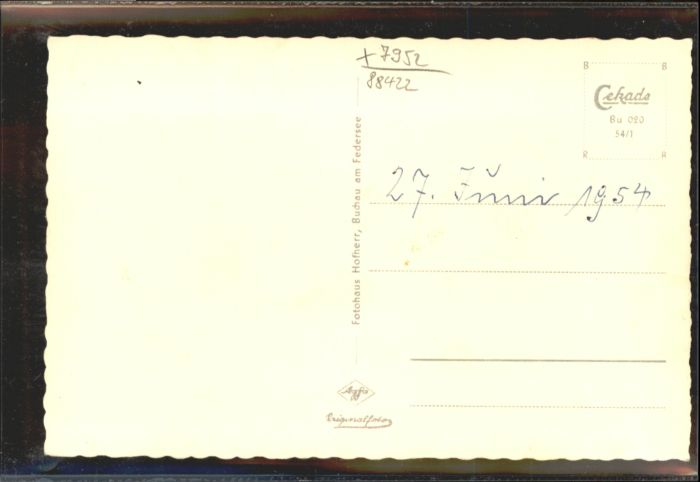 +7952
88422
B B
Cekade
Bu 020
54/1
R R
27. Juni 1954
Fotohaus Hofherr, Buchau am Federsee
Agfa
Originalfoto